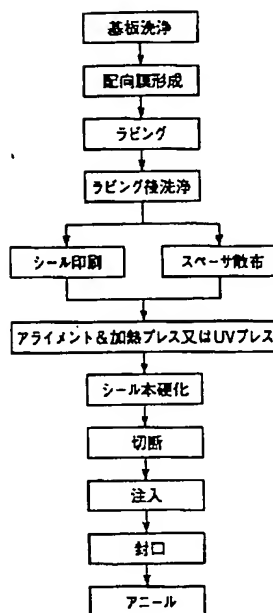 基板洗浄
配向膜形成
ラビング
ラビング後洗浄
シール印刷
スペーサ散布
アライメント&加熱プレス又はUVプレス
シール本硬化
切断
注入
封口
アニール